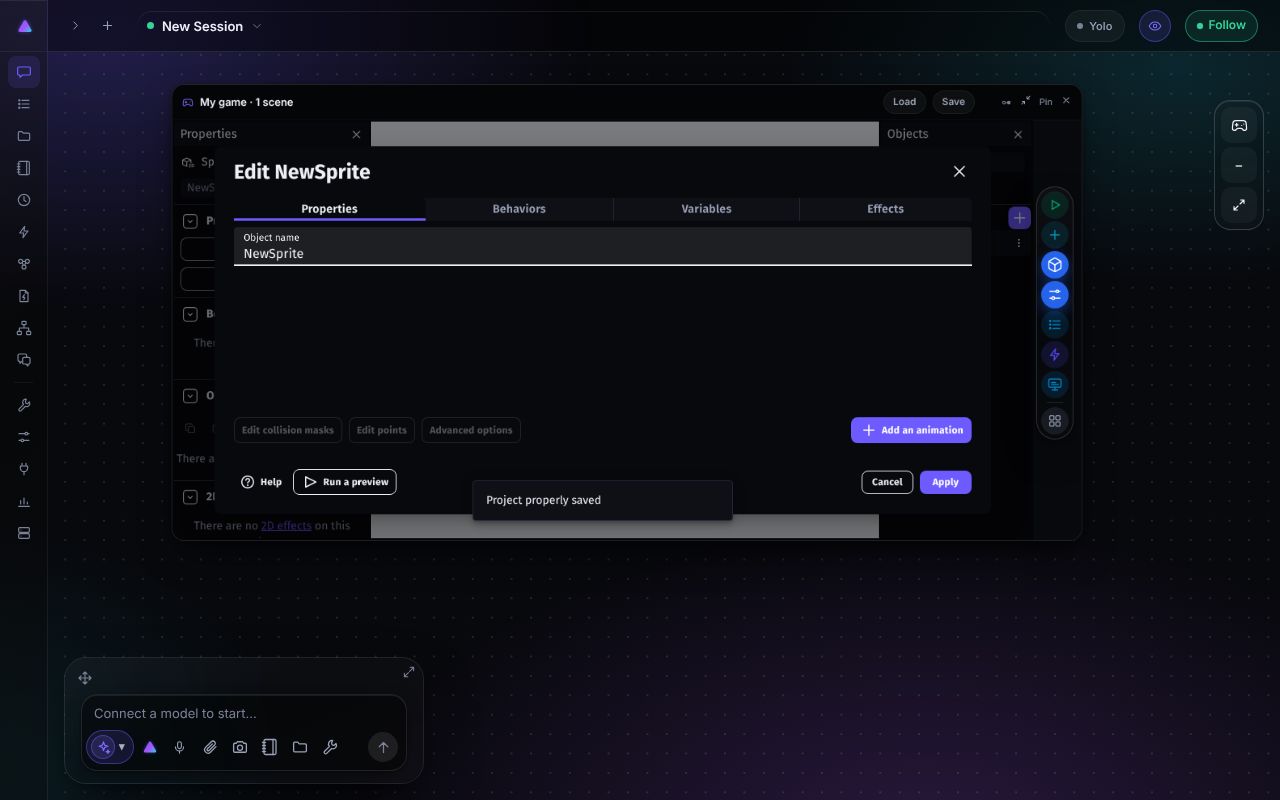 New Session
Yolo
Follow
My game · 1 scene
Load
Save
Pin
Properties
Objects
Edit NewSprite
Properties
Behaviors
Variables
Effects
Object name
NewSprite
Edit collision masks
Edit points
Advanced options
Add an animation
Help
Run a preview
Cancel
Apply
Project properly saved
There are no 2D effects on this
Connect a model to start...